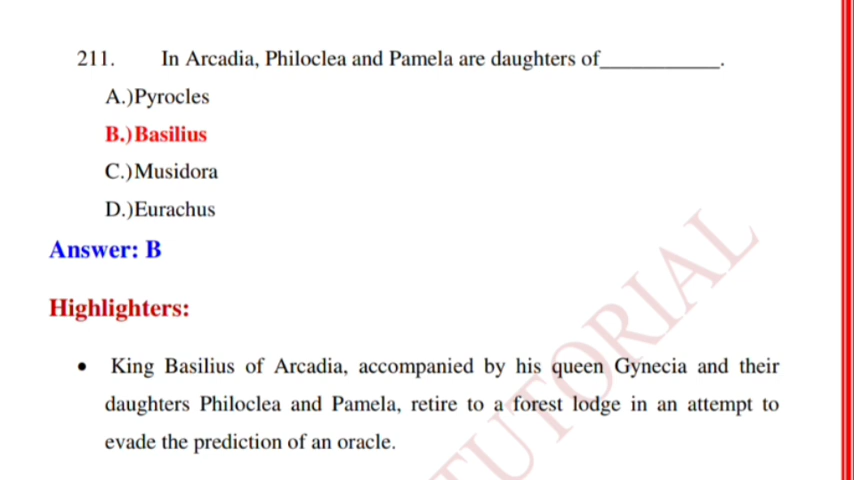 211. In Arcadia, Philoclea and Pamela are daughters of___________.
A.)Pyrocles
B.)Basilius
C.)Musidora
D.)Eurachus
Answer: B
Highlighters:
• King Basilius of Arcadia, accompanied by his queen Gynecia and their
daughters Philoclea and Pamela, retire to a forest lodge in an attempt to
evade the prediction of an oracle.
TUTORIAL